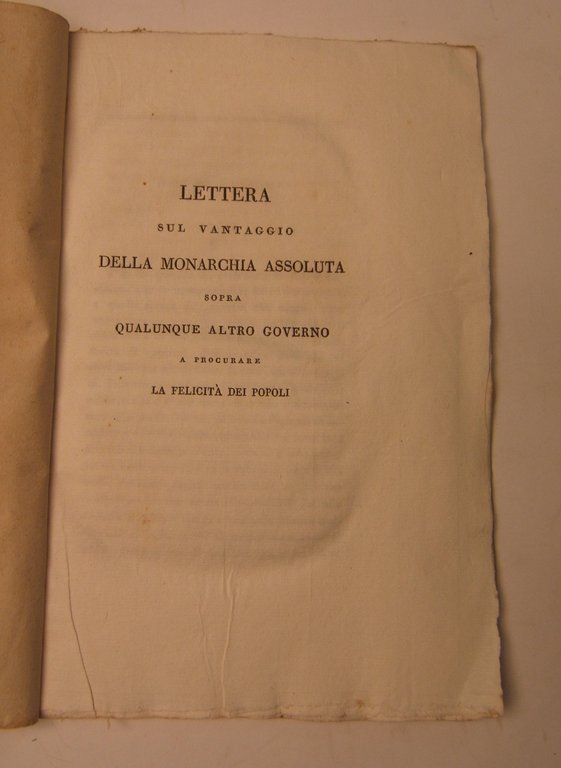 LETTERA
SUL VANTAGGIO
DELLA MONARCHIA ASSOLUTA
SOPRA
QUALUNQUE ALTRO GOVERNO
A PROCURARE
LA FELICITÀ DEI POPOLI